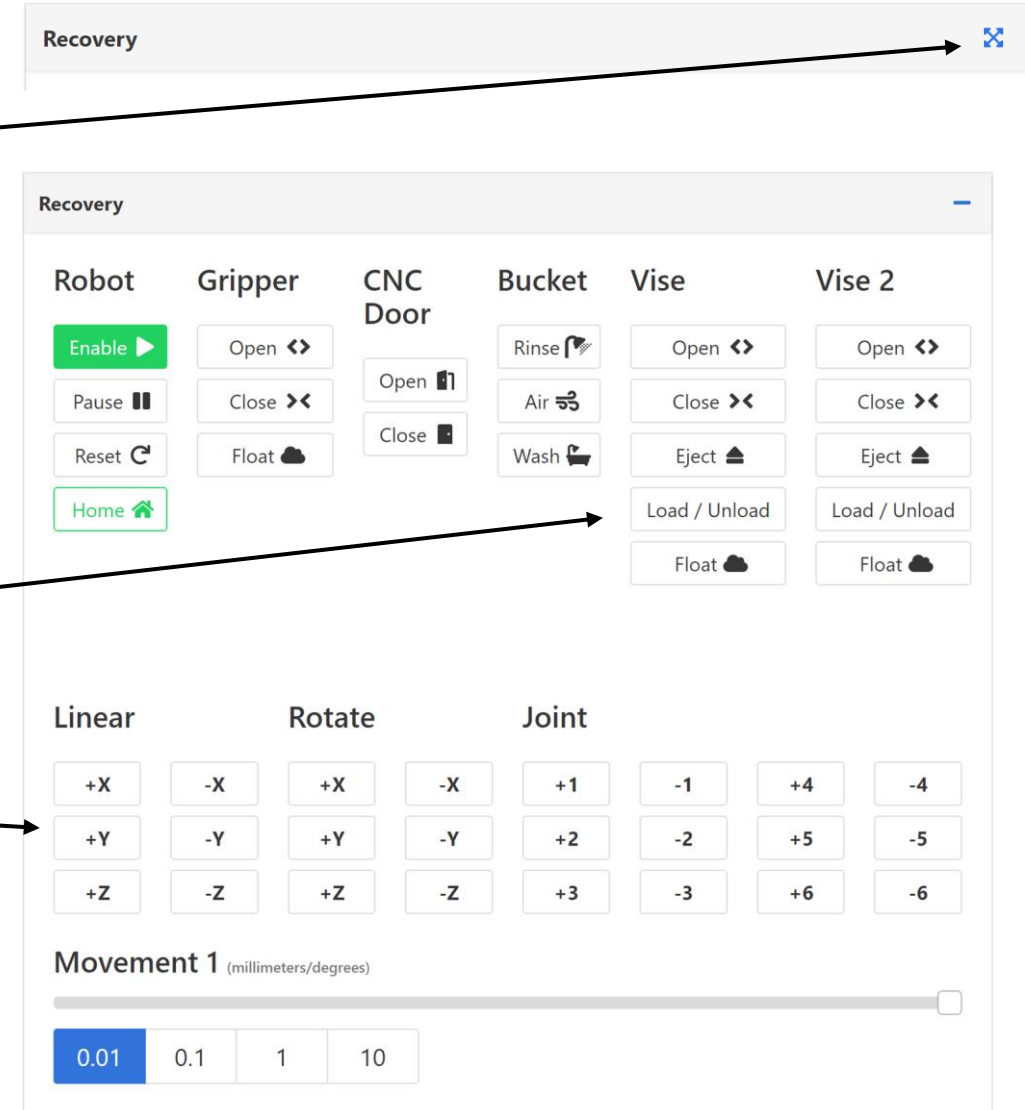 Recovery
Recovery
Robot Gripper CNC Door Bucket Vise Vise 2
Enable Open Rinse Open Open
Open
Pause Close Air Close Close
Close
Reset Float Wash Eject Eject
Home Load / Unload Load / Unload
Float Float
Linear Rotate Joint
+X -X +X -X +1 -1 +4 -4
+Y -Y +Y -Y +2 -2 +5 -5
+Z -Z +Z -Z +3 -3 +6 -6
Movement 1 (millimeters/degrees)
0.01 0.1 1 10